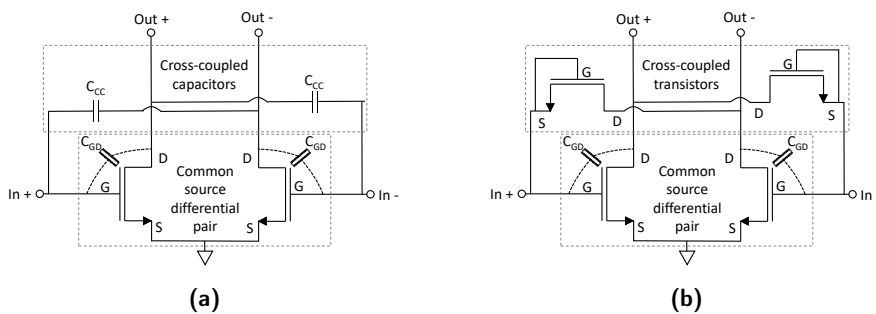 Out + Out -
Cross-coupled
capacitors
C_CC
C_CC
C_GD
C_GD
D D
In + G G In -
Common
source
differential
pair
S S
(a)
Out + Out -
Cross-coupled
transistors
G G
S D D S
C_GD
C_GD
D D
In + G G In
Common
source
differential
pair
S S
(b)